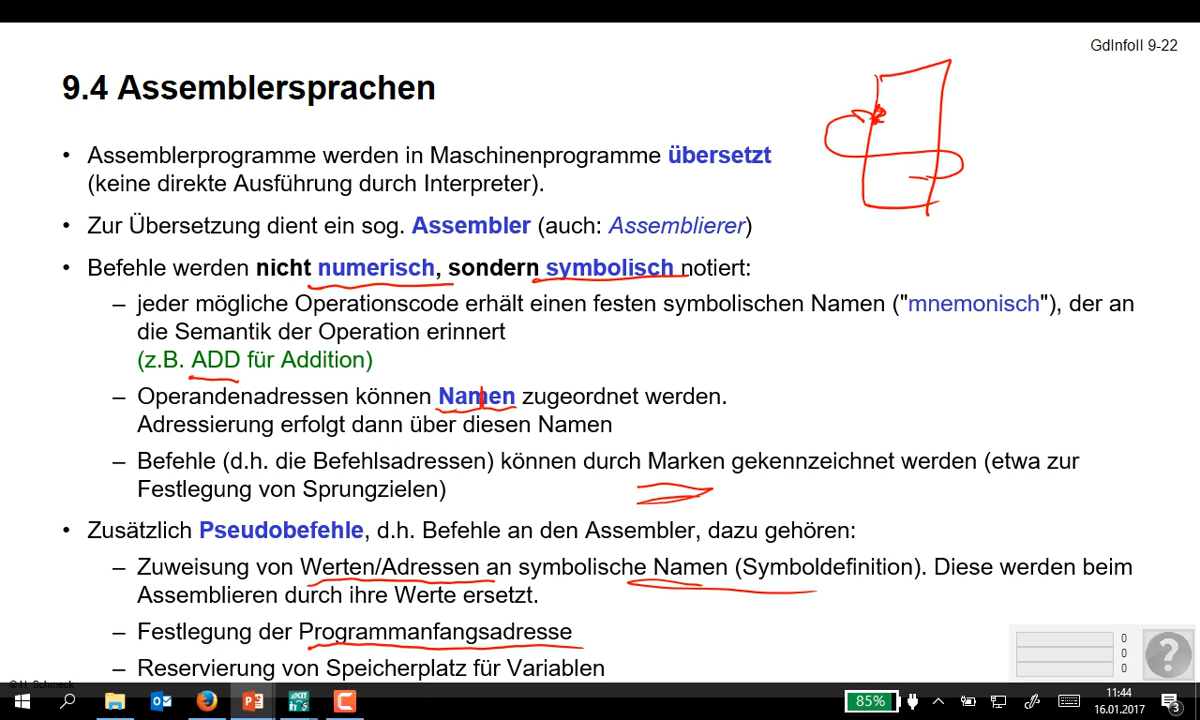 GdInfoII 9-22
9.4 Assemblersprachen
• Assemblerprogramme werden in Maschinenprogramme übersetzt
(keine direkte Ausführung durch Interpreter).
• Zur Übersetzung dient ein sog. Assembler (auch: Assemblierer)
• Befehle werden nicht numerisch, sondern symbolisch notiert:
– jeder mögliche Operationscode erhält einen festen symbolischen Namen ("mnemonisch"), der an
die Semantik der Operation erinnert
(z.B. ADD für Addition)
– Operandenadressen können Namen zugeordnet werden.
Adressierung erfolgt dann über diesen Namen
– Befehle (d.h. die Befehlsadressen) können durch Marken gekennzeichnet werden (etwa zur
Festlegung von Sprungzielen)
• Zusätzlich Pseudobefehle, d.h. Befehle an den Assembler, dazu gehören:
– Zuweisung von Werten/Adressen an symbolische Namen (Symboldefinition). Diese werden beim
Assemblieren durch ihre Werte ersetzt.
– Festlegung der Programmanfangsadresse
– Reservierung von Speicherplatz für Variablen
0
0
0
?
© H. Schmeck
85%
11:44
16.01.2017
3